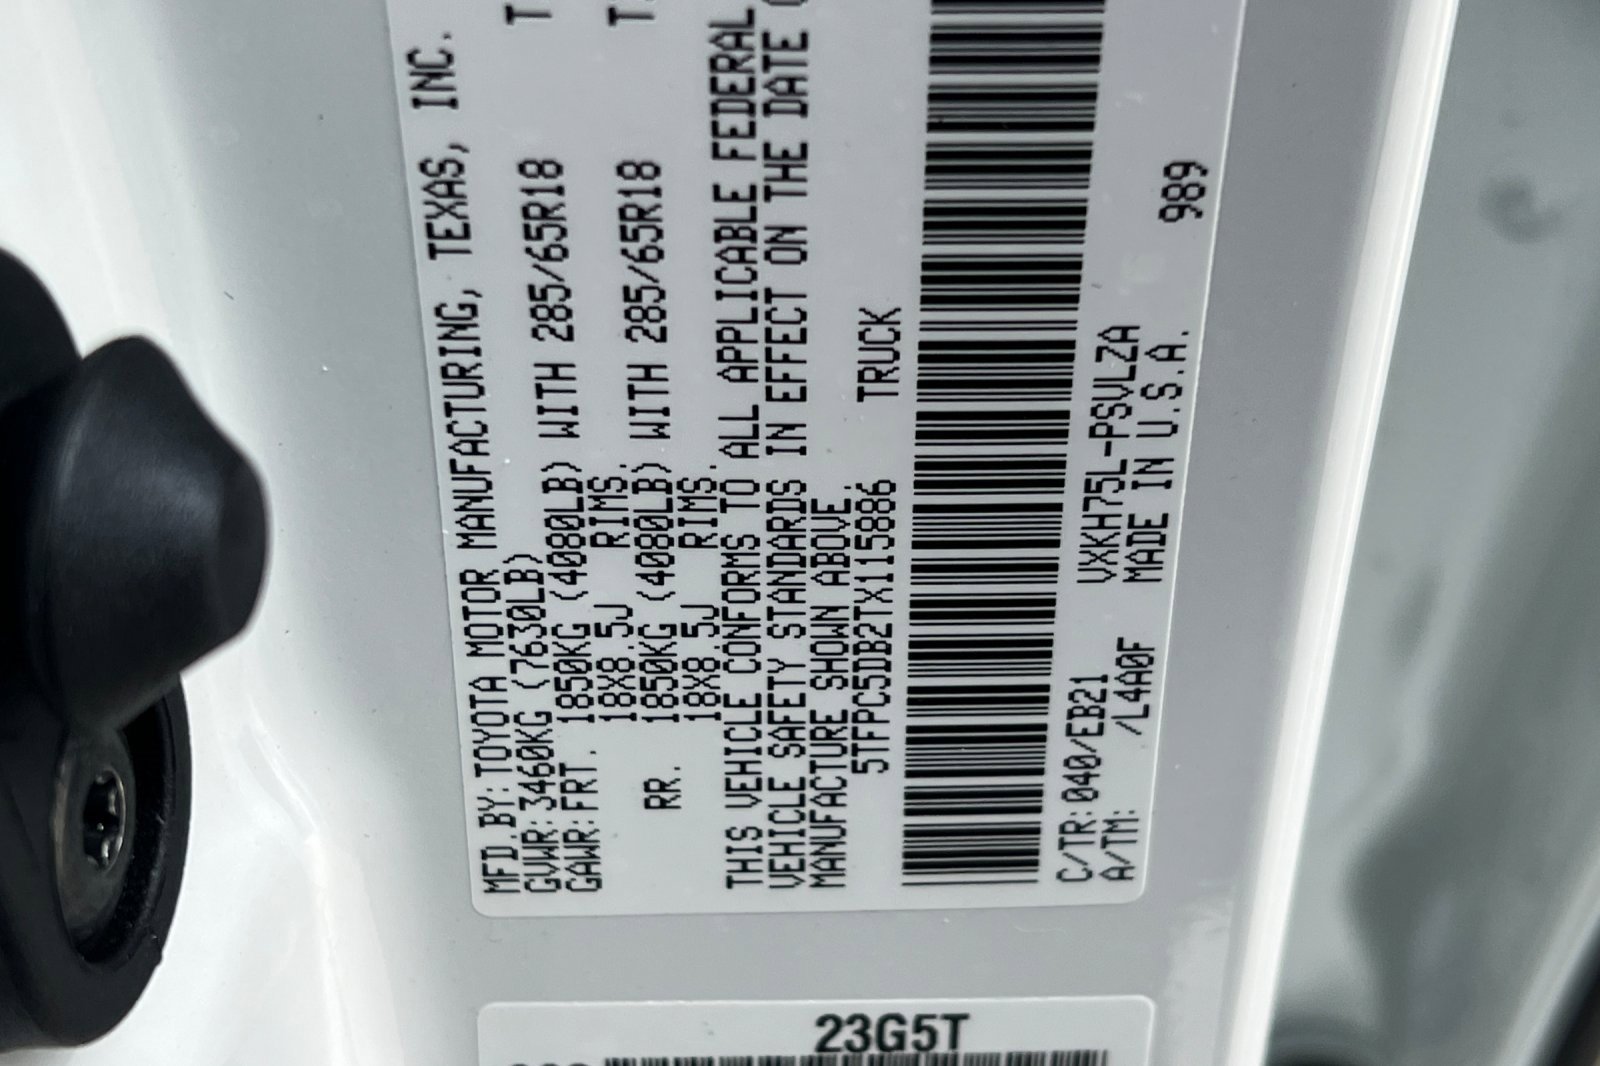 MFD.BY:TOYOTA MOTOR MANUFACTURING, TEXAS, INC.
GVWR:3460KG (7630LB)
GAWR:FRT. 1850KG (4080LB) WITH 285/65R18 T
18X8.5J RIMS,
RR. 1850KG (4080LB) WITH 285/65R18 T
18X8.5J RIMS.
THIS VEHICLE CONFORMS TO ALL APPLICABLE FEDERAL
VEHICLE SAFETY STANDARDS IN EFFECT ON THE DATE
MANUFACTURE SHOWN ABOVE.
5TFPC5DB2TX115886 TRUCK
C/TR:040/EB21 VXKH75L-PSVLZA 989
A/TM: /L4A0F MADE IN U.S.A.
23G5T